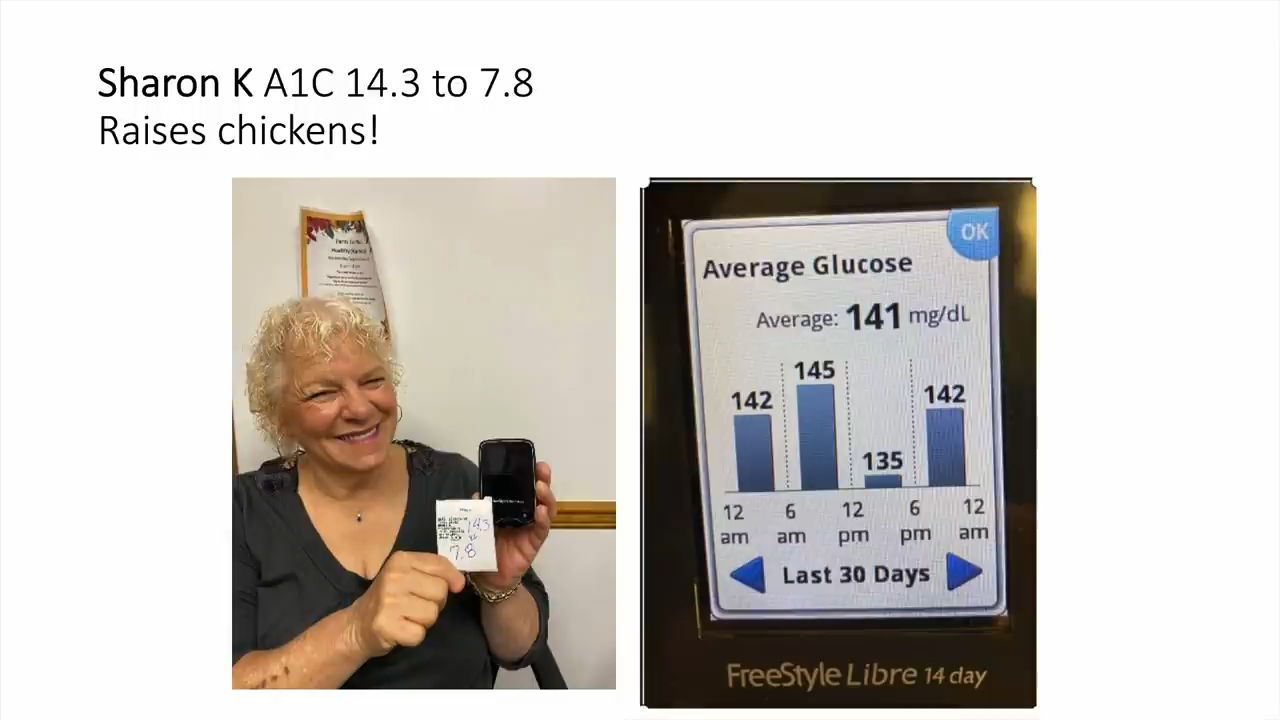 Sharon K A1C 14.3 to 7.8
Raises chickens!
14.3
7.8
OK
Average Glucose
Average: 141 mg/dL
142 145 135 142
12 am 6 am 12 pm 6 pm 12 am
Last 30 Days
FreeStyle Libre 14 day